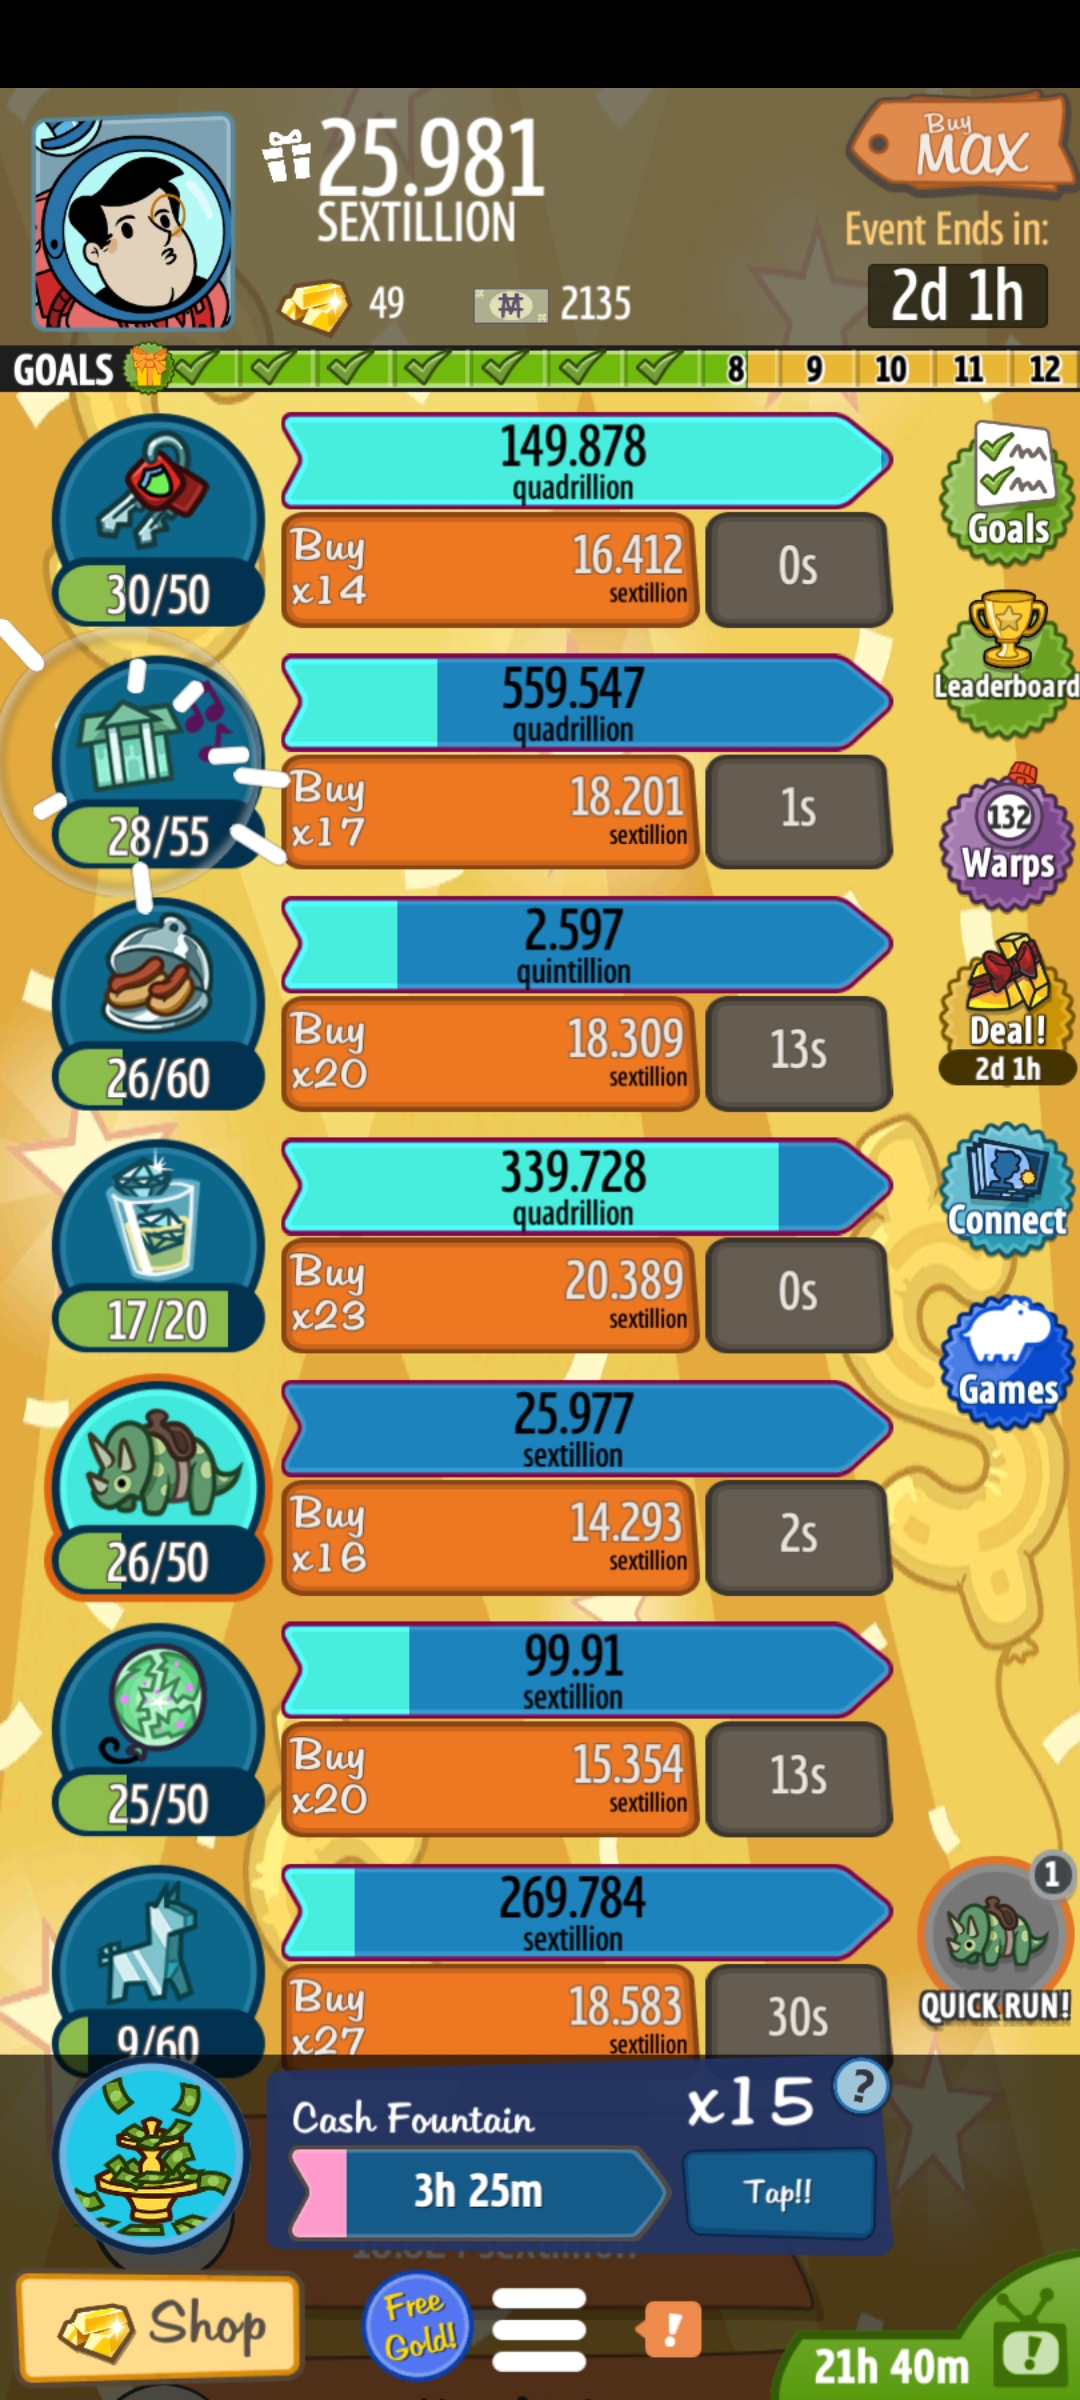 25.981
SEXTILLION
49
2135
Buy
MAX
Event Ends in:
2d 1h
GOALS
8
9
10
11
12
149.878
quadrillion
30/50
Buy
x14
16.412
sextillion
0s
Goals
559.547
quadrillion
28/55
Buy
x17
18.201
sextillion
1s
Leaderboard
132
Warps
2.597
quintillion
26/60
Buy
x20
18.309
sextillion
13s
Deal!
2d 1h
339.728
quadrillion
17/20
Buy
x23
20.389
sextillion
0s
Connect
Games
25.977
sextillion
26/50
Buy
x16
14.293
sextillion
2s
99.91
sextillion
25/50
Buy
x20
15.354
sextillion
13s
269.784
sextillion
9/60
Buy
x27
18.583
sextillion
30s
1
QUICK RUN!
Cash Fountain
x15
?
3h 25m
Tap!!
Shop
Free
Gold!
!
21h 40m
!